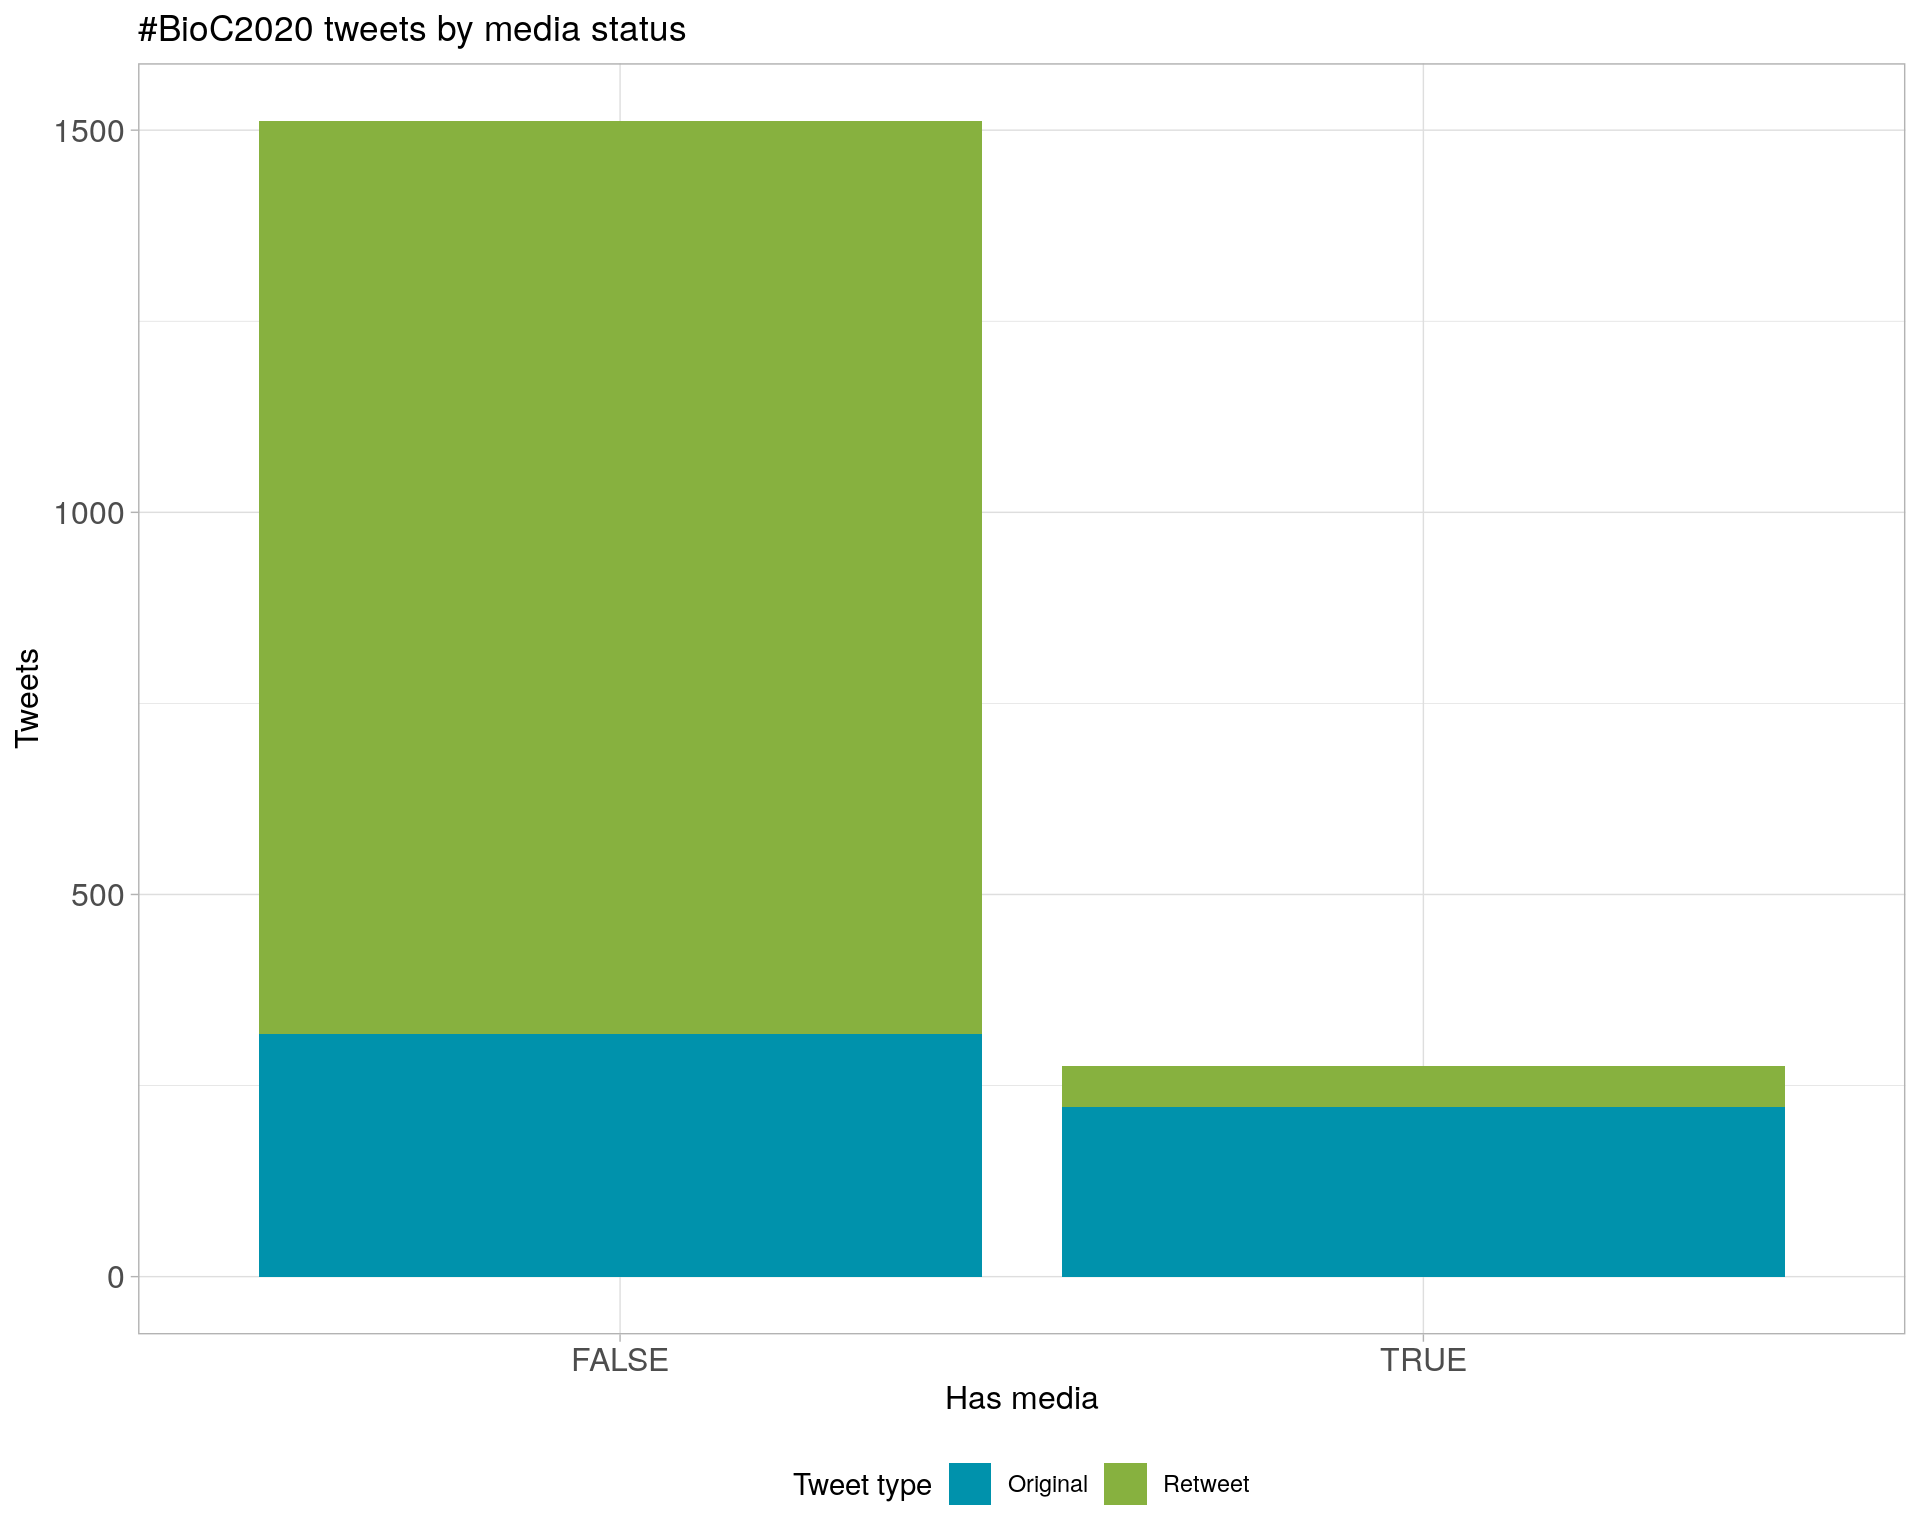 #BioC2020 tweets by media status
1500
1000
500
0
Tweets
FALSE
TRUE
Has media
Tweet type Original Retweet